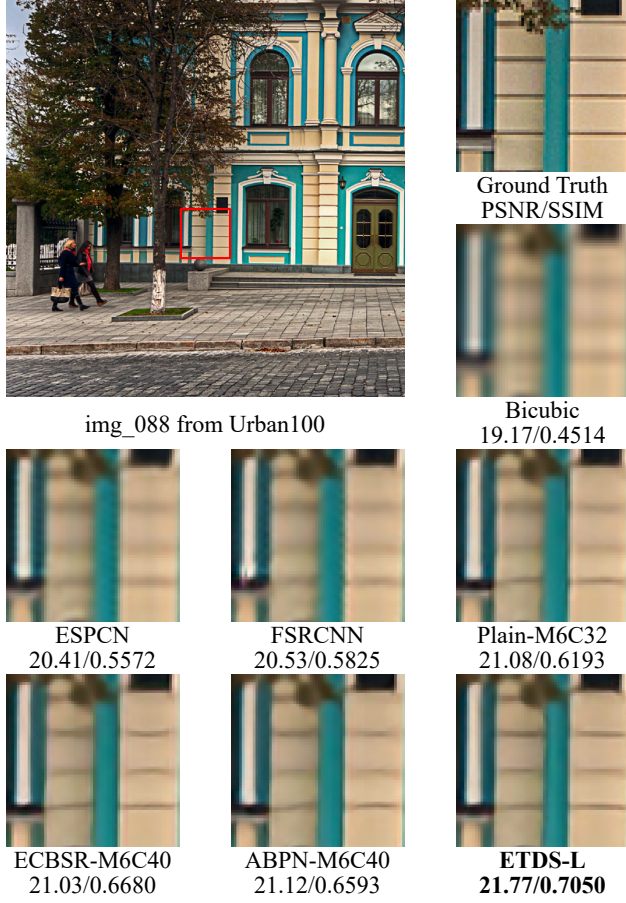 Ground Truth
PSNR/SSIM
img_088 from Urban100
Bicubic
19.17/0.4514
ESPCN
20.41/0.5572
FSRCNN
20.53/0.5825
Plain-M6C32
21.08/0.6193
ECBSR-M6C40
21.03/0.6680
ABPN-M6C40
21.12/0.6593
ETDS-L
21.77/0.7050